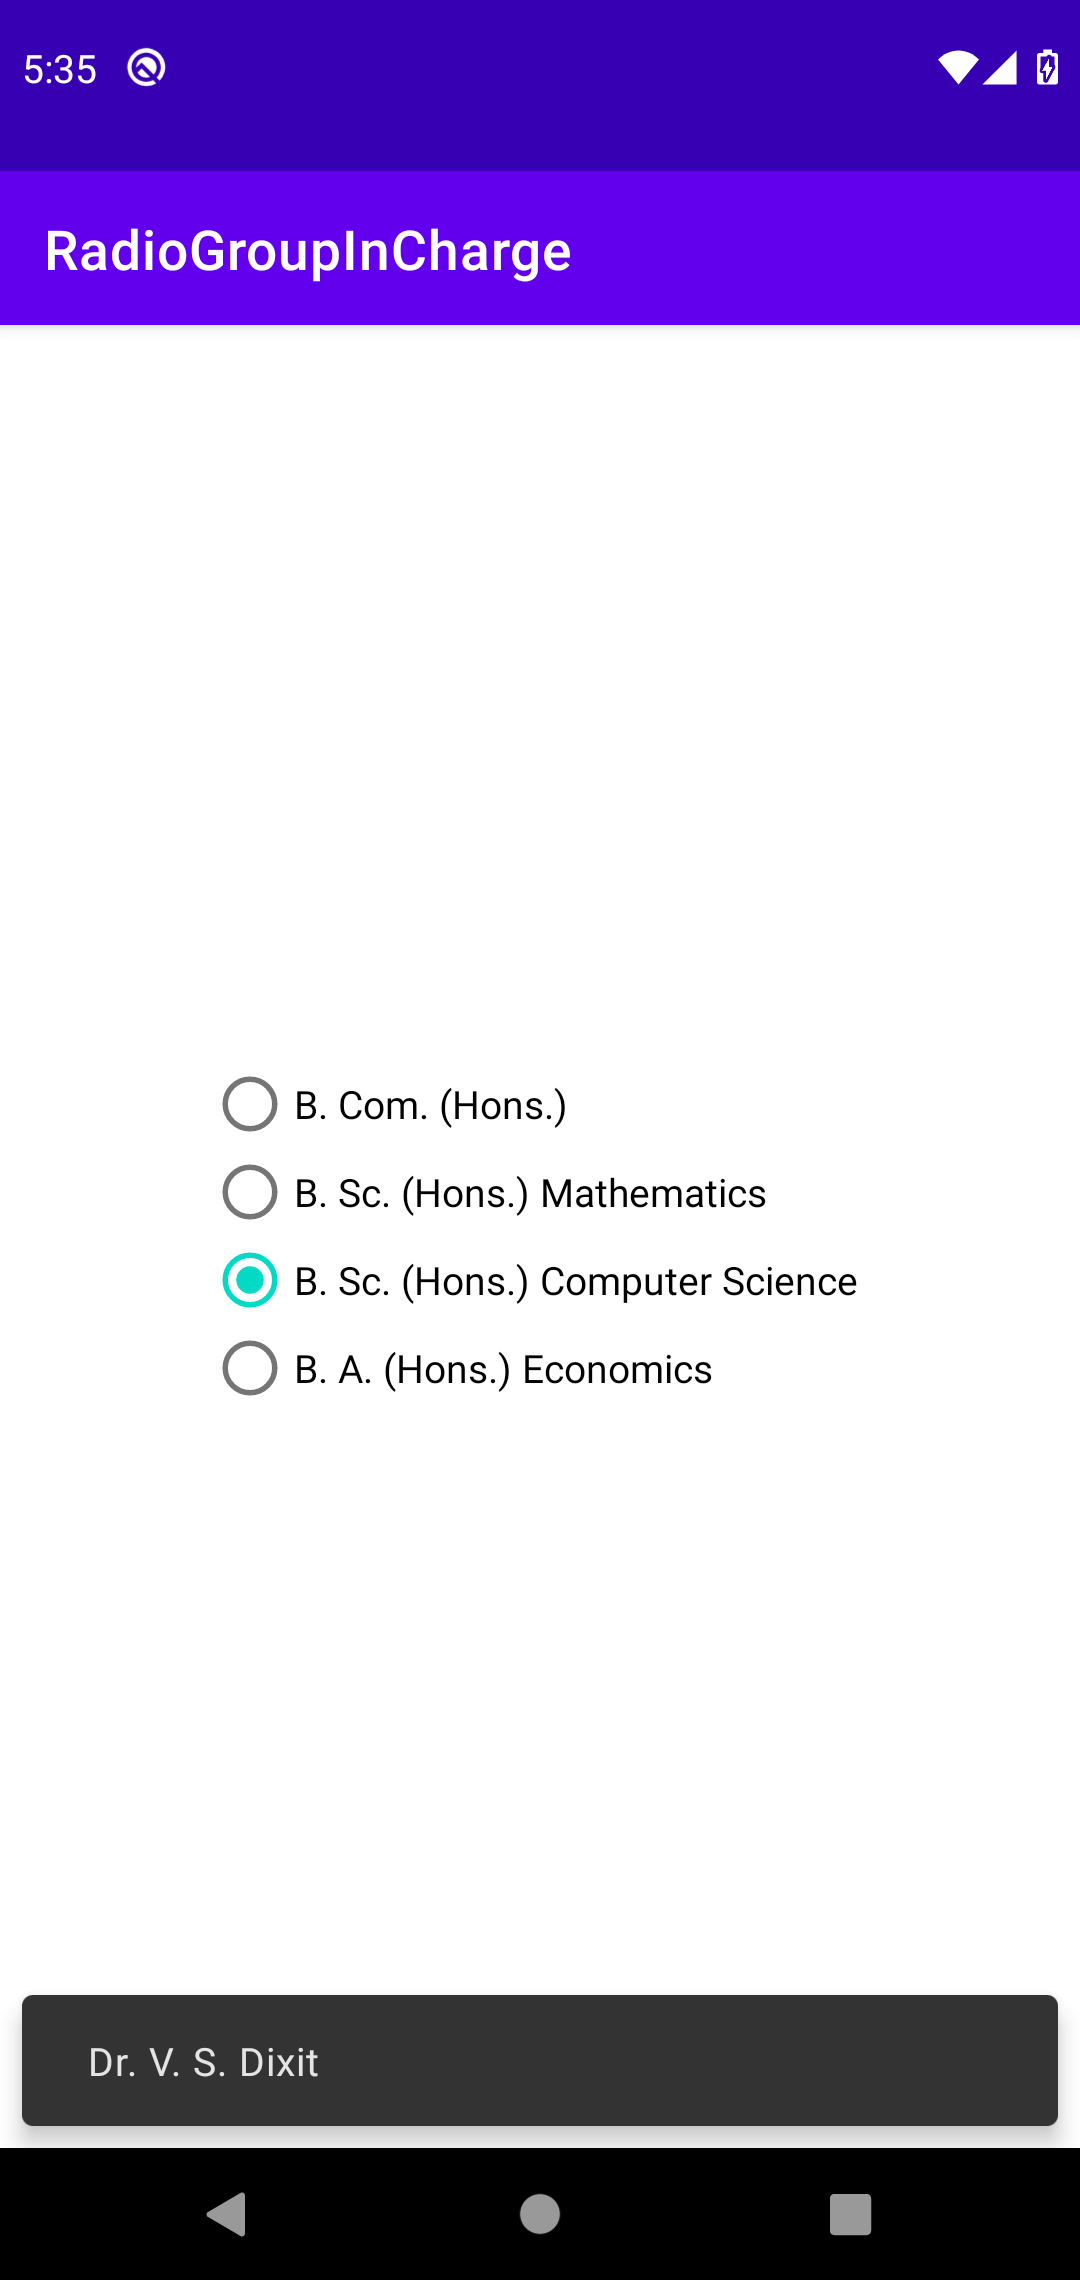 5:35
RadioGroupInCharge
B. Com. (Hons.)
B. Sc. (Hons.) Mathematics
B. Sc. (Hons.) Computer Science
B. A. (Hons.) Economics
Dr. V. S. Dixit